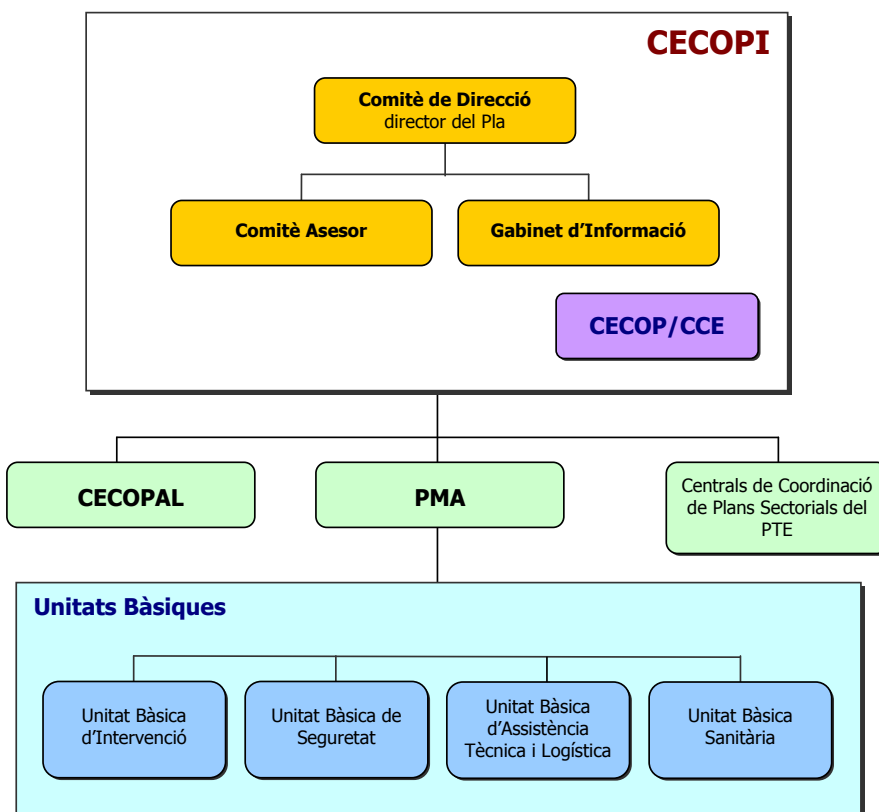 CECOPI
Comitè de Direcció
director del Pla
Comitè Asesor
Gabinet d’Informació
CECOP/CCE
CECOPAL
PMA
Centrals de Coordinació
de Plans Sectorials del
PTE
Unitats Bàsiques
Unitat Bàsica
d’Intervenció
Unitat Bàsica de
Seguretat
Unitat Bàsica
d’Assistència
Tècnica i Logística
Unitat Bàsica
Sanitària